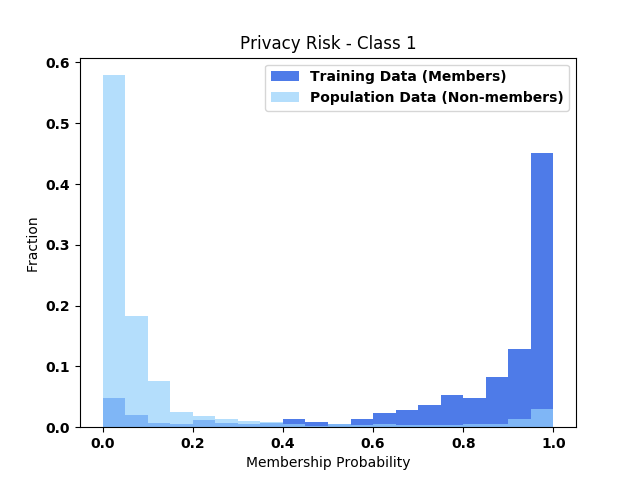 Privacy Risk - Class 1
Training Data (Members)
Population Data (Non-members)
0.6
0.5
0.4
0.3
0.2
0.1
0.0
Fraction
0.0 0.2 0.4 0.6 0.8 1.0
Membership Probability